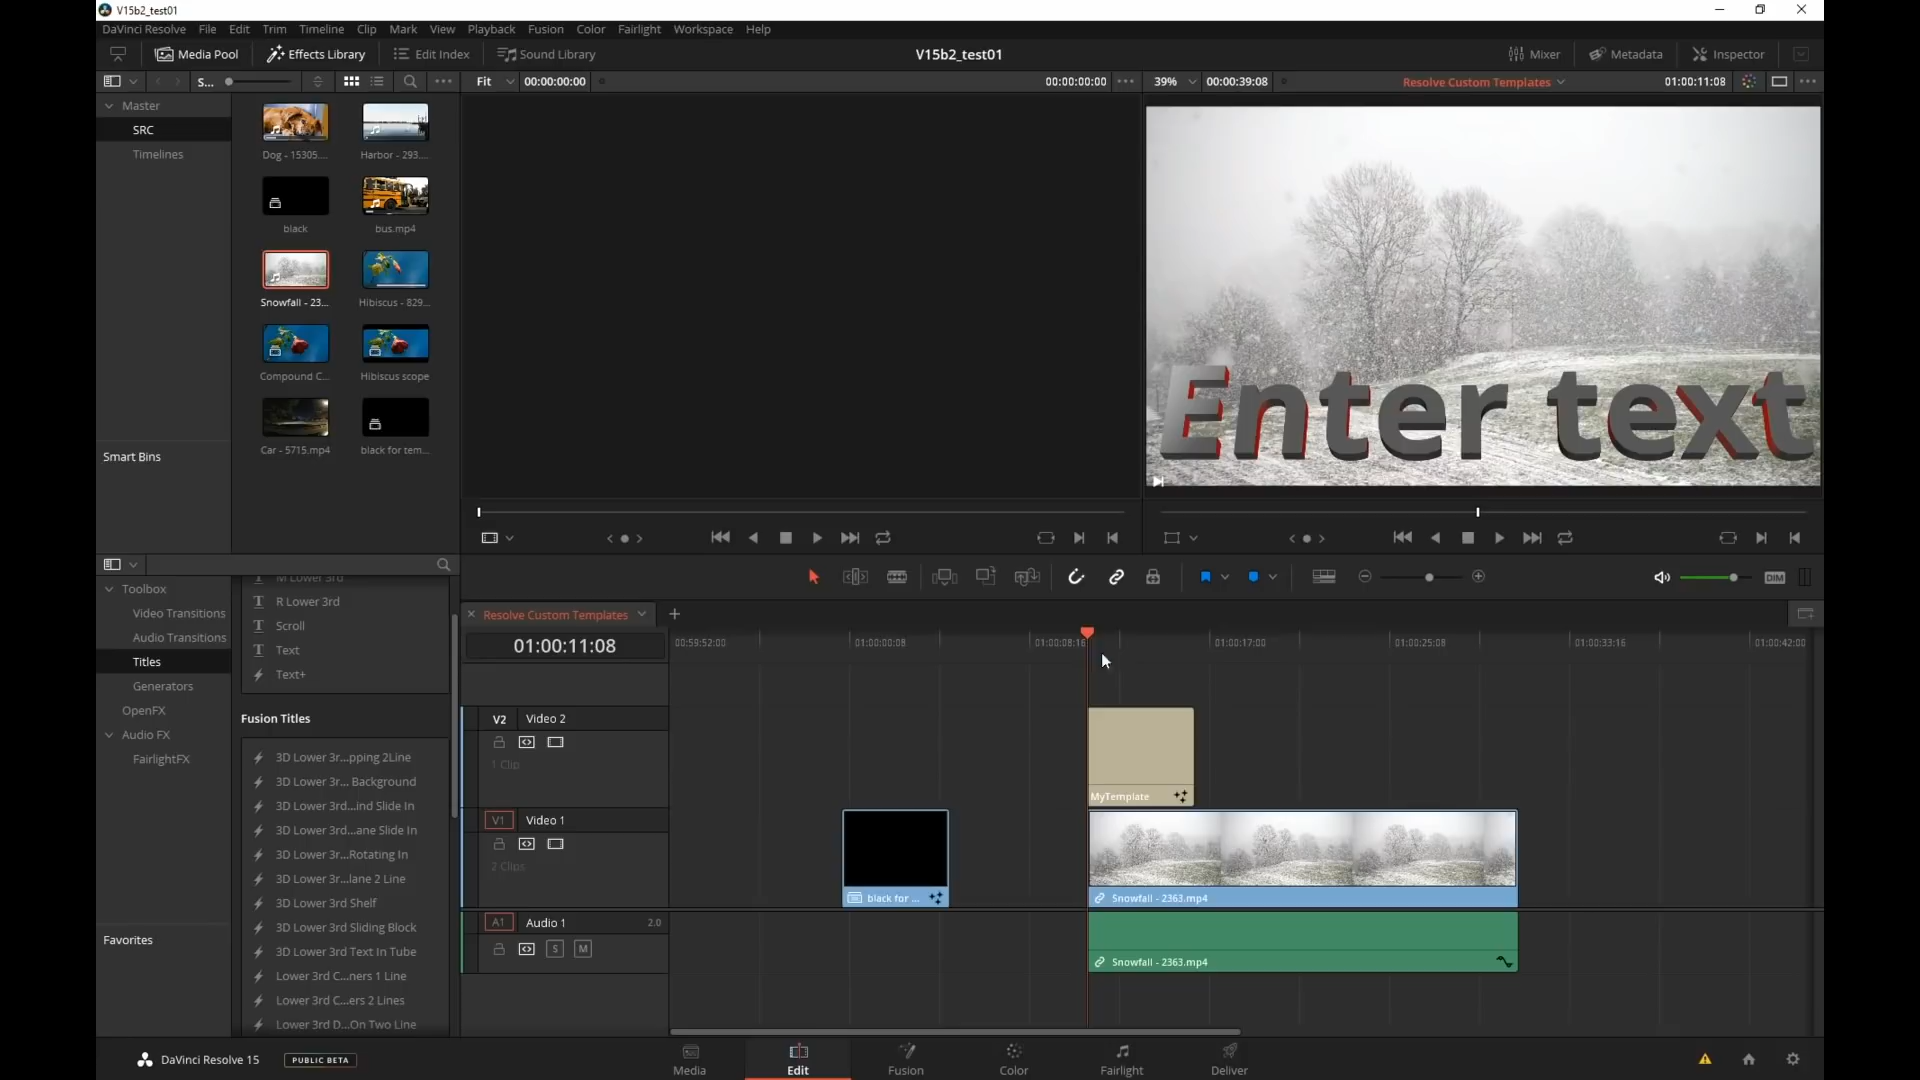 V15b2_test01
DaVinci Resolve File Edit Trim Timeline Clip Mark View Playback Fusion Color Fairlight Workspace Help
Media Pool Effects Library Edit Index Sound Library V15b2_test01 Mixer Metadata Inspector
S... Fit 00:00:00:00 00:00:00:00 39% 00:00:39:08 Resolve Custom Templates 01:00:11:08
Master
SRC
Timelines
Dog - 15305.... Harbor - 293....
black bus.mp4
Snowfall - 23... Hibiscus - 829...
Compound C... Hibiscus scope
Car - 5715.mp4 black for tem...
Smart Bins
Enter text
Toolbox
Video Transitions
Audio Transitions
Titles
Generators
OpenFX
Audio FX
FairlightFX
Favorites
M Lower 3rd
R Lower 3rd
Scroll
Text
Text+
Fusion Titles
3D Lower 3r...pping 2Line
3D Lower 3r... Background
3D Lower 3rd...ind Slide In
3D Lower 3rd...ane Slide In
3D Lower 3r...Rotating In
3D Lower 3r...lane 2 Line
3D Lower 3rd Shelf
3D Lower 3rd Sliding Block
3D Lower 3rd Text In Tube
Lower 3rd C...ners 1 Line
Lower 3rd C...ers 2 Lines
Lower 3rd D...On Two Line
DIM
Resolve Custom Templates
01:00:11:08
00:59:52:00 01:00:00:08 01:00:08:16 01:00:17:00 01:00:25:08 01:00:33:16 01:00:42:00
V2 Video 2
1 Clip
MyTemplate
V1 Video 1
2 Clips
black for ... Snowfall - 2363.mp4
A1 Audio 1 2.0
S M
Snowfall - 2363.mp4
DaVinci Resolve 15 PUBLIC BETA
Media Edit Fusion Color Fairlight Deliver